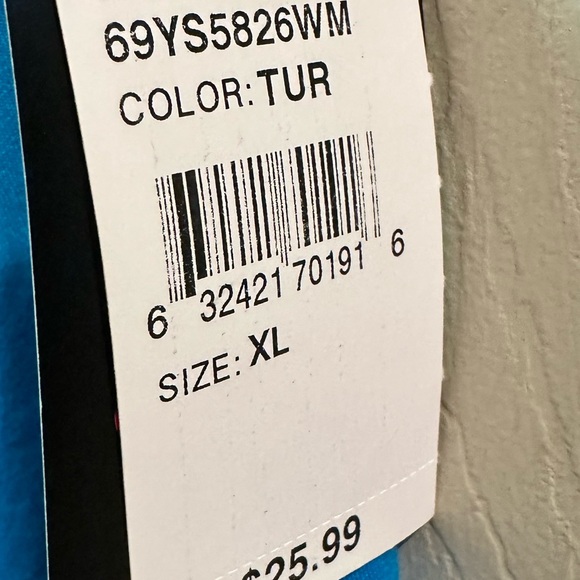 69YS5826WM
COLOR: TUR
6 32421 70191 6
SIZE: XL
$25.99